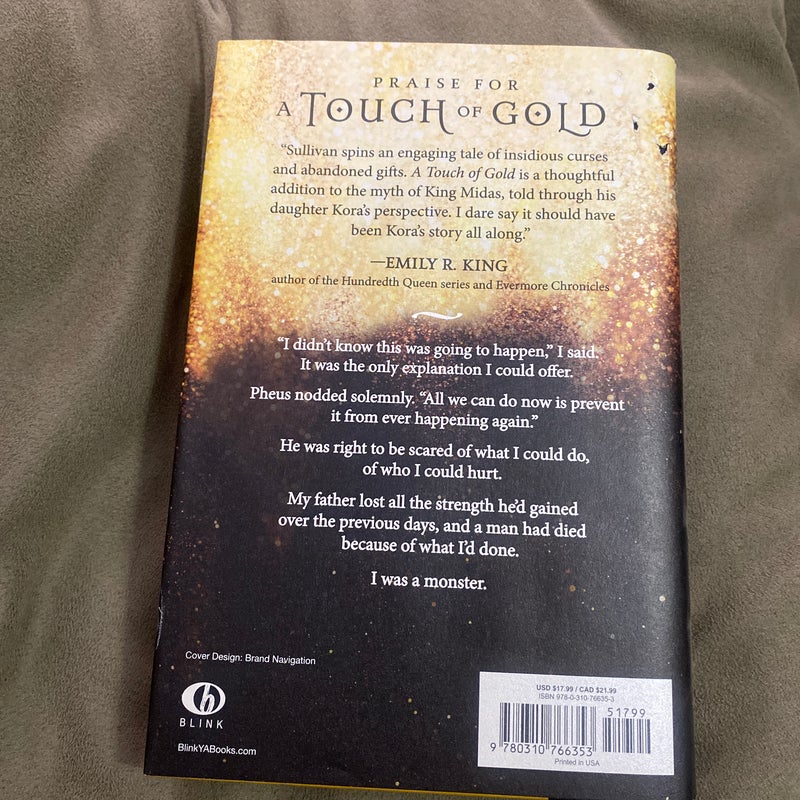 PRAISE FOR
A TOUCH OF GOLD
“Sullivan spins an engaging tale of insidious curses
and abandoned gifts. A Touch of Gold is a thoughtful
addition to the myth of King Midas, told through his
daughter Kora’s perspective. I dare say it should have
been Kora’s story all along.”
—EMILY R. KING
author of the Hundredth Queen series and Evermore Chronicles
“I didn’t know this was going to happen,” I said.
It was the only explanation I could offer.
Pheus nodded solemnly. “All we can do now is prevent
it from ever happening again.”
He was right to be scared of what I could do,
of who I could hurt.
My father lost all the strength he’d gained
over the previous days, and a man had died
because of what I’d done.
I was a monster.
Cover Design: Brand Navigation
b
BLINK
BlinkYABooks.com
USD $17.99 / CAD $21.99
ISBN 978-0-310-76635-3
51799
9 780310 766353
Printed in USA